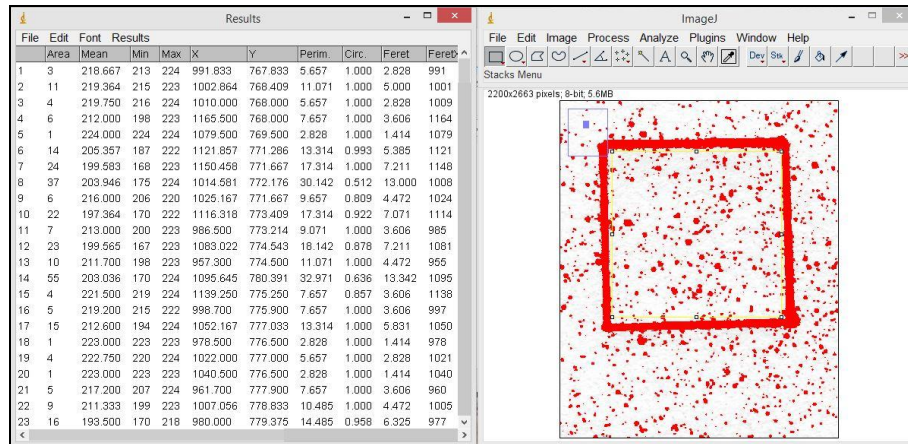 Results
File Edit Font Results
Area Mean Min Max X Y Perim. Circ. Feret Feret
1 3 218.667 213 224 991.833 767.833 5.657 1.000 2.828 991
2 11 219.364 215 223 1002.864 768.409 11.071 1.000 5.000 1001
3 4 219.750 216 224 1010.000 768.000 5.657 1.000 2.828 1009
4 6 212.000 198 223 1165.500 768.000 7.657 1.000 3.606 1164
5 1 224.000 224 224 1079.500 769.500 2.828 1.000 1.414 1079
6 14 205.357 187 222 1121.857 771.286 13.314 0.993 5.385 1121
7 24 199.583 168 223 1150.458 771.667 17.314 1.000 7.211 1148
8 37 203.946 175 224 1014.581 772.176 30.142 0.512 13.000 1008
9 6 216.000 206 220 1025.167 771.667 9.657 0.809 4.472 1024
10 22 197.364 170 222 1116.318 773.409 17.314 0.922 7.071 1114
11 7 213.000 200 223 986.500 773.214 9.071 1.000 3.606 985
12 23 199.565 167 223 1083.022 774.543 18.142 0.878 7.211 1081
13 10 211.700 198 223 957.300 774.500 11.071 1.000 4.472 955
14 55 203.036 170 224 1095.645 780.391 32.971 0.636 13.342 1095
15 4 221.500 219 224 1139.250 775.250 7.657 0.857 3.606 1138
16 5 219.200 215 222 998.700 775.900 7.657 1.000 3.606 997
17 15 212.600 194 224 1052.167 777.033 13.314 1.000 5.831 1050
18 1 223.000 223 223 978.500 776.500 2.828 1.000 1.414 978
19 4 222.750 220 224 1022.000 777.000 5.657 1.000 2.828 1021
20 1 223.000 223 223 1040.500 776.500 2.828 1.000 1.414 1040
21 5 217.200 207 224 961.700 777.900 7.657 1.000 3.606 960
22 9 211.333 199 223 1007.056 778.833 10.485 1.000 4.472 1005
23 16 193.500 170 218 980.000 779.375 14.485 0.958 6.325 977
ImageJ
File Edit Image Process Analyze Plugins Window Help
A Dev Stk >>
Stacks Menu
2200x2663 pixels; 8-bit; 5.6MB